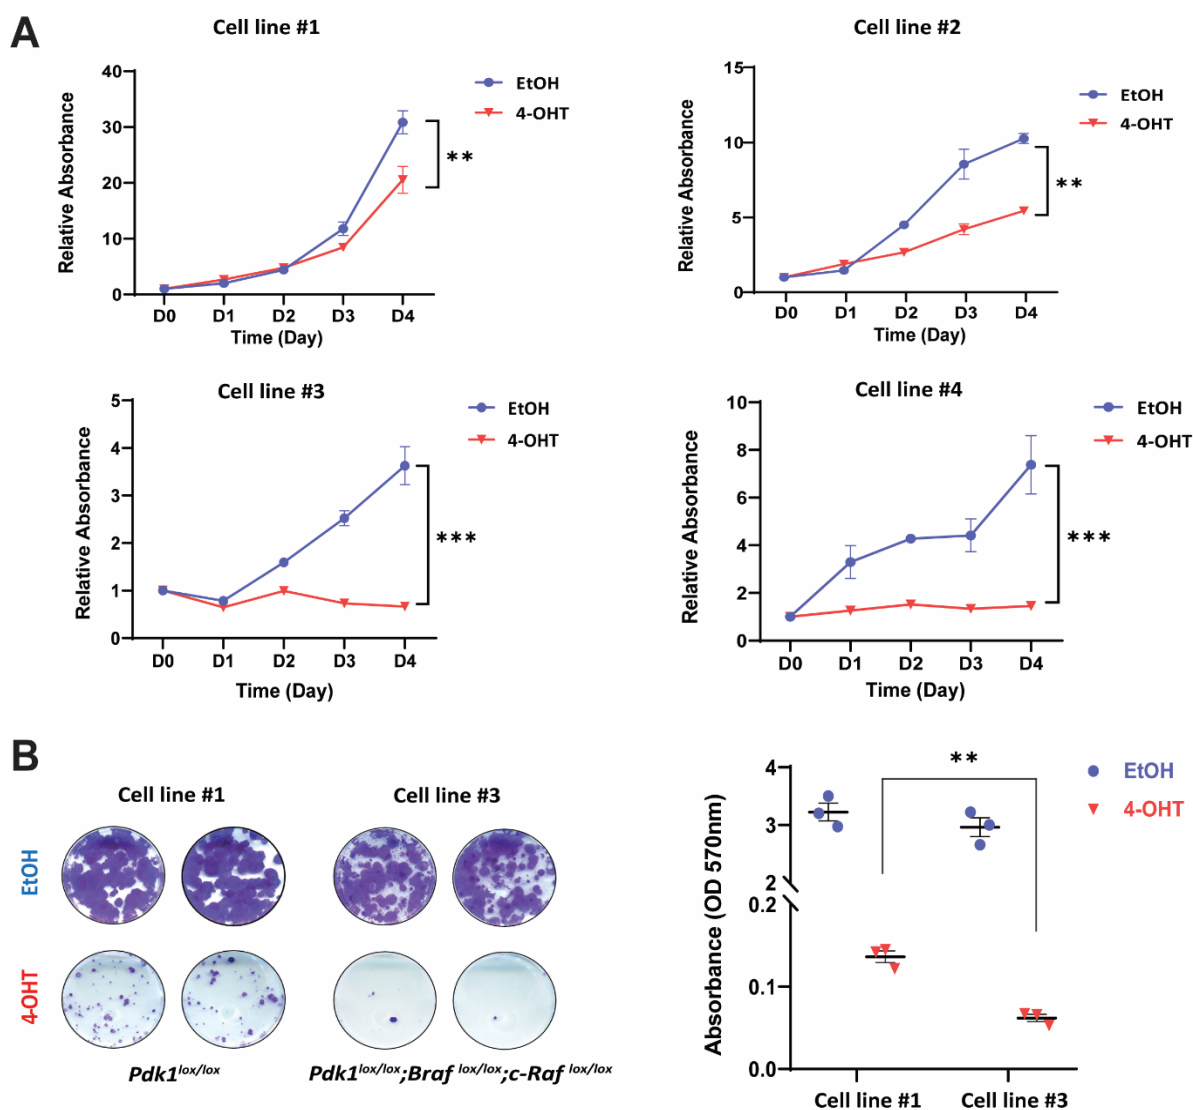 A
Cell line #1
40
30
20
10
0
Relative Absorbance
EtOH
4-OHT
**
D0 D1 D2 D3 D4
Time (Day)
Cell line #2
15
10
5
0
Relative Absorbance
EtOH
4-OHT
**
D0 D1 D2 D3 D4
Time (Day)
Cell line #3
5
4
3
2
1
0
Relative Absorbance
EtOH
4-OHT
***
D0 D1 D2 D3 D4
Time (Day)
Cell line #4
10
8
6
4
2
0
Relative Absorbance
EtOH
4-OHT
***
D0 D1 D2 D3 D4
Time (Day)
B
Cell line #1 Cell line #3
EtOH
4-OHT
Pdk1lox/lox Pdk1lox/lox;Braf lox/lox;c-Raf lox/lox
4
3
2
0.2
0.1
0.0
Absorbance (OD 570nm)
**
EtOH
4-OHT
Cell line #1 Cell line #3